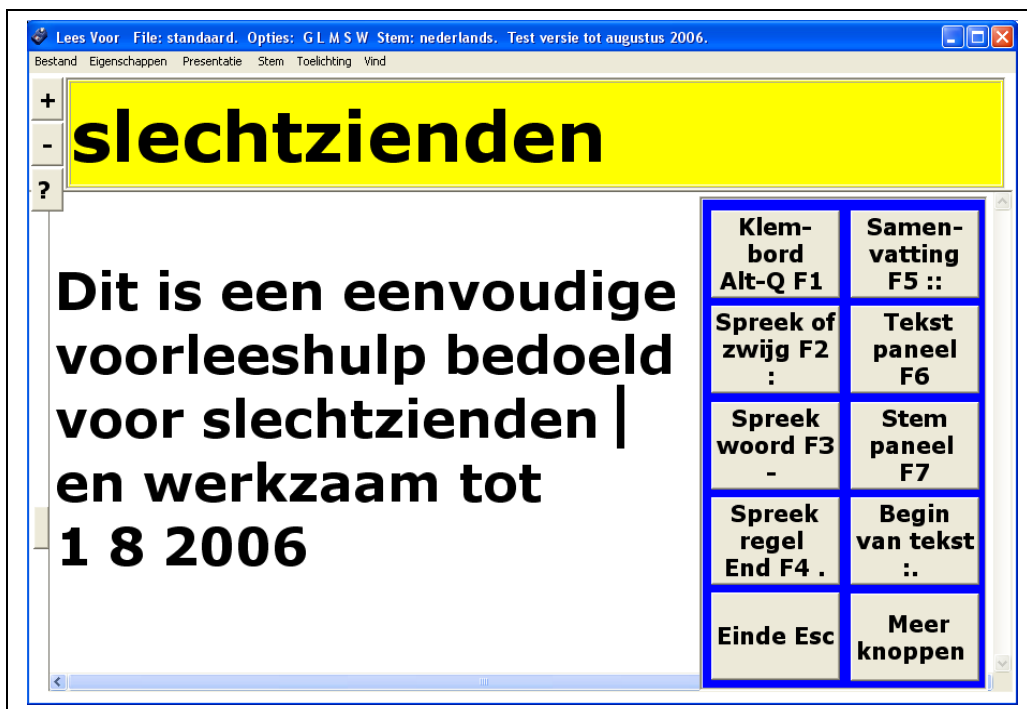 Lees Voor File: standaard. Opties: G L M S W Stem: nederlands. Test versie tot augustus 2006.
Bestand Eigenschappen Presentatie Stem Toelichting Vind
+
-
?
slechtzienden
Dit is een eenvoudige
voorleeshulp bedoeld
voor slechtzienden
en werkzaam tot
1 8 2006
Klem-
bord
Alt-Q F1
Samen-
vatting
F5 ::
Spreek of
zwijg F2
:
Tekst
paneel
F6
Spreek
woord F3
-
Stem
paneel
F7
Spreek
regel
End F4 .
Begin
van tekst
:.
Einde Esc
Meer
knoppen